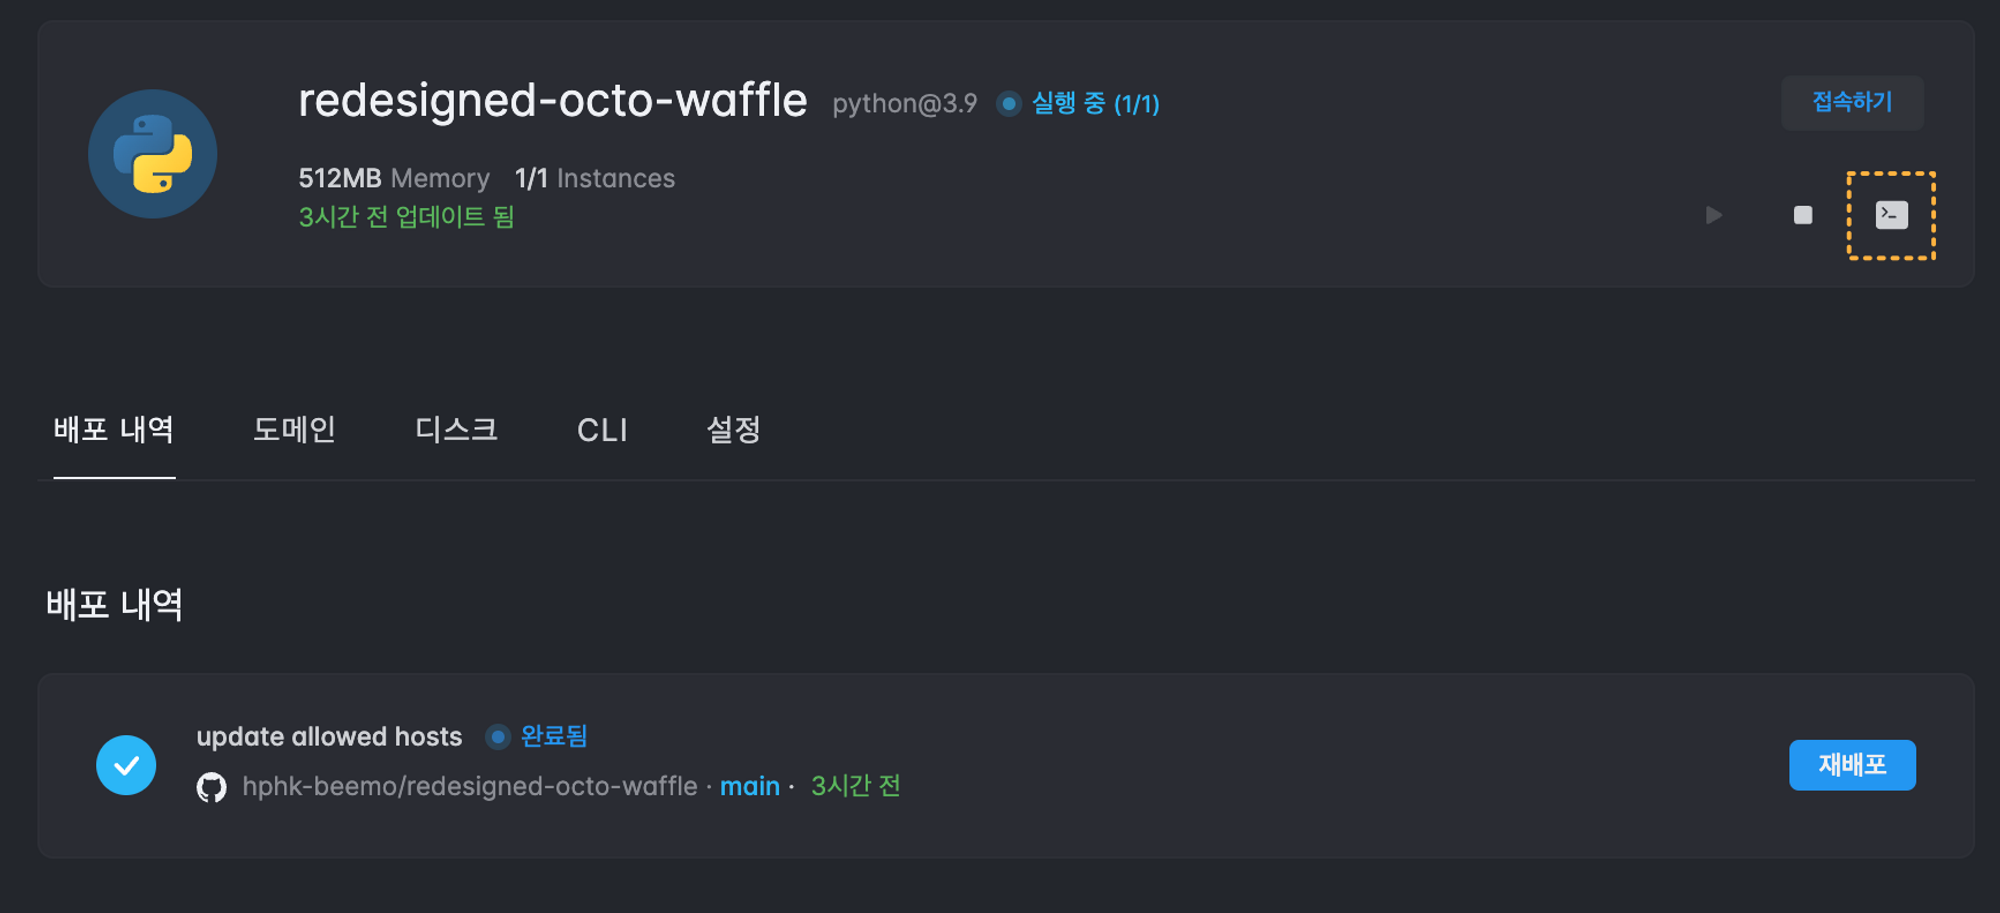 redesigned-octo-waffle python@3.9 실행 중 (1/1)
접속하기
512MB Memory 1/1 Instances
3시간 전 업데이트 됨
배포 내역 도메인 디스크 CLI 설정
배포 내역
update allowed hosts 완료됨
hphk-beemo/redesigned-octo-waffle · main · 3시간 전
재배포